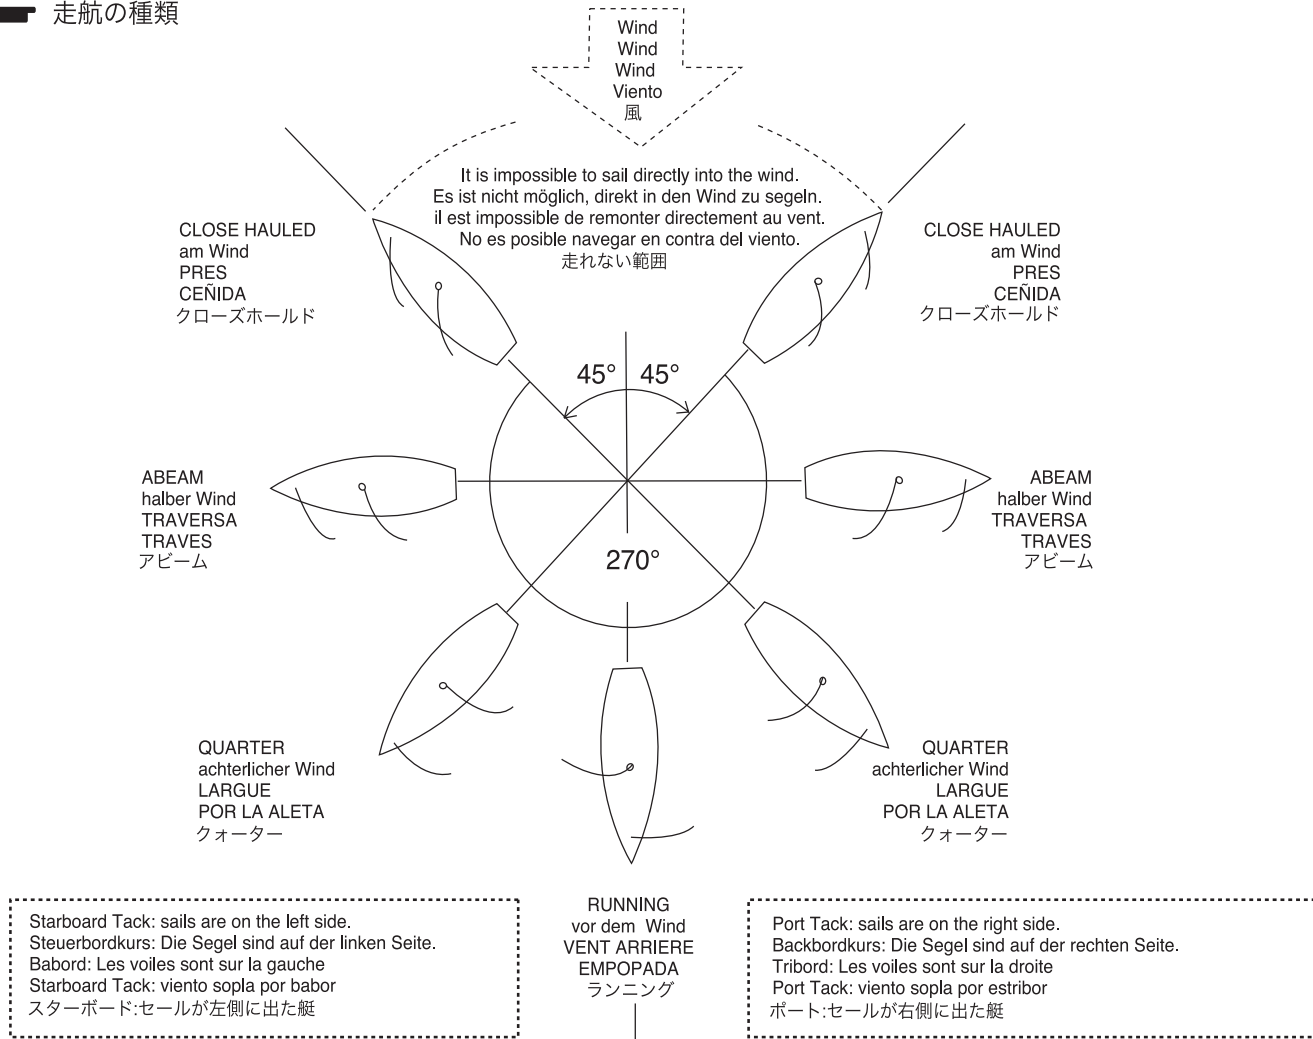 走航の種類
Wind
Wind
Wind
Viento
風
It is impossible to sail directly into the wind.
Es ist nicht möglich, direkt in den Wind zu segeln.
il est impossible de remonter directement au vent.
No es posible navegar en contra del viento.
走れない範囲
CLOSE HAULED
am Wind
PRES
CEÑIDA
クローズホールド
CLOSE HAULED
am Wind
PRES
CEÑIDA
クローズホールド
45° 45°
ABEAM
halber Wind
TRAVERSA
TRAVES
アビーム
ABEAM
halber Wind
TRAVERSA
TRAVES
アビーム
270°
QUARTER
achterlicher Wind
LARGUE
POR LA ALETA
クォーター
QUARTER
achterlicher Wind
LARGUE
POR LA ALETA
クォーター
Starboard Tack: sails are on the left side.
Steuerbordkurs: Die Segel sind auf der linken Seite.
Babord: Les voiles sont sur la gauche
Starboard Tack: viento sopla por babor
スターボード:セールが左側に出た艇
RUNNING
vor dem Wind
VENT ARRIERE
EMPOPADA
ランニング
Port Tack: sails are on the right side.
Backbordkurs: Die Segel sind auf der rechten Seite.
Tribord: Les voiles sont sur la droite
Port Tack: viento sopla por estribor
ポート:セールが右側に出た艇